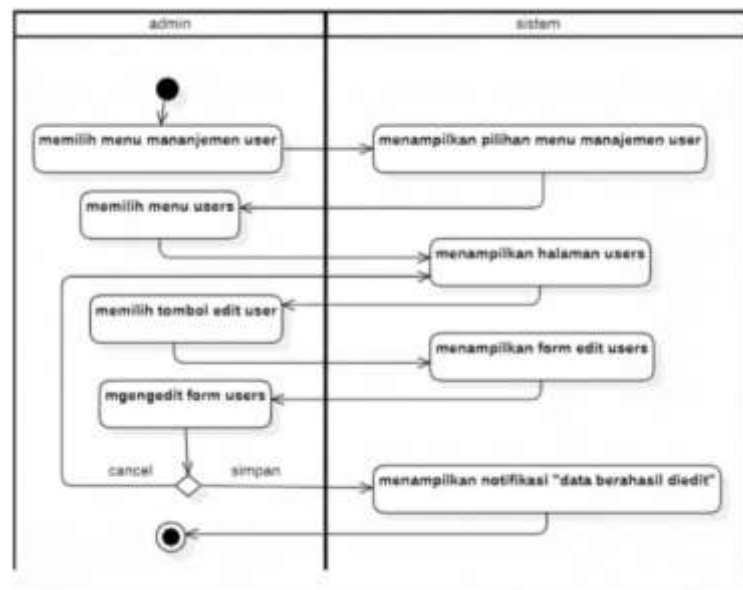 admin
sistem
memilih menu mananjemen user
menampilkan pilihan menu manajemen user
memilih menu users
menampilkan halaman users
memilih tombol edit user
menampilkan form edit users
mgengedit form users
cancel
simpan
menampilkan notifikasi "data berahasil diedit"